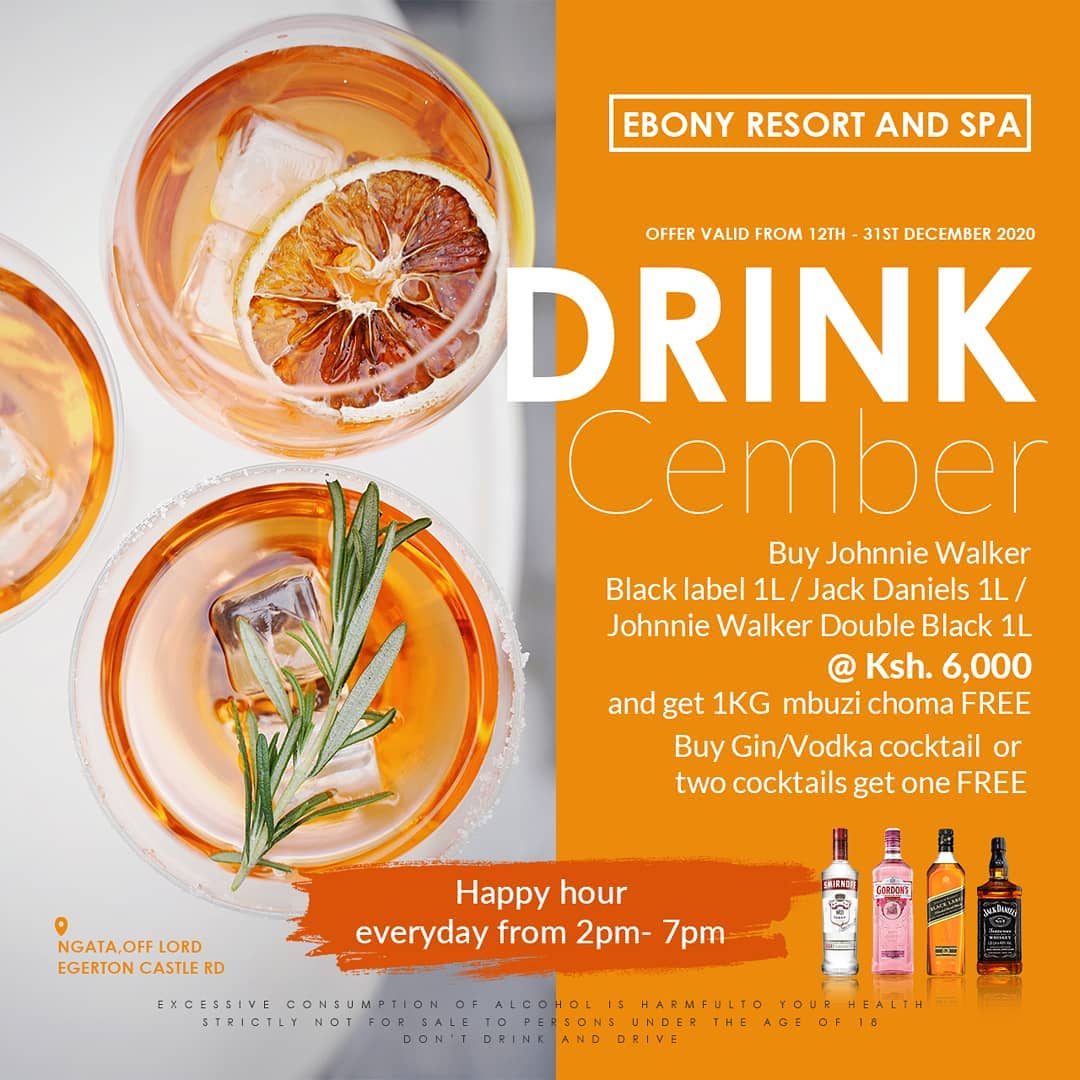 EBONY RESORT AND SPA
OFFER VALID FROM 12TH - 31ST DECEMBER 2020
DRINK
Cember
Buy Johnnie Walker
Black label 1L / Jack Daniels 1L /
Johnnie Walker Double Black 1L
@ Ksh. 6,000
and get 1KG mbuzi choma FREE
Buy Gin/Vodka cocktail or
two cocktails get one FREE
SMIRNOFF
GORDON'S
BLACK LABEL
JACK DANIEL'S
Tennessee
WHISKEY
Happy hour
everyday from 2pm- 7pm
NGATA,OFF LORD
EGERTON CASTLE RD
EXCESSIVE CONSUMPTION OF ALCOHOL IS HARMFULTO YOUR HEALTH
STRICTLY NOT FOR SALE TO PERSONS UNDER THE AGE OF 18
DON'T DRINK AND DRIVE